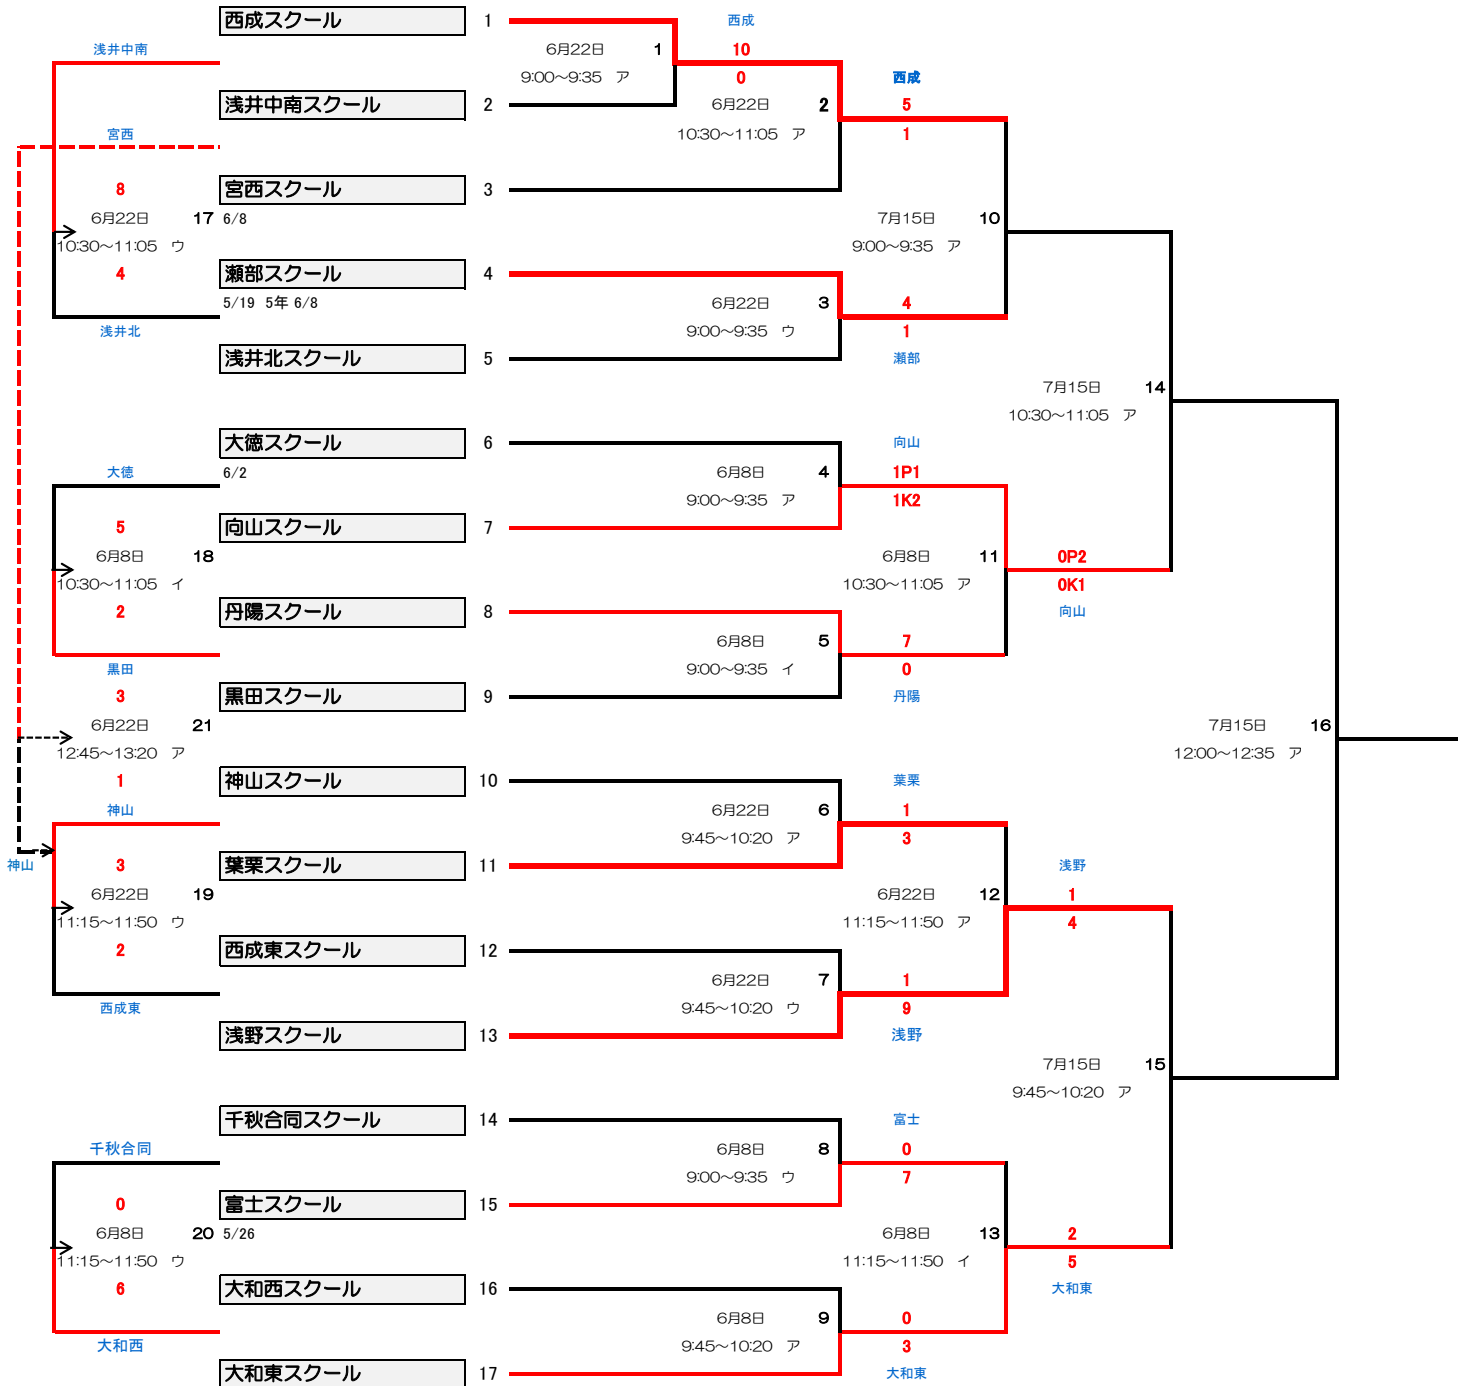 西成スクール 1 西成
浅井中南 6月22日 1 10
9:00～9:35 ア 0 西成
浅井中南スクール 2 6月22日 2 5
宮西 10:30～11:05 ア 1
8 宮西スクール 3
6月22日 17 6/8 7月15日 10
10:30～11:05 ウ 9:00～9:35 ア
4 瀬部スクール 4
5/19 5年 6/8 6月22日 3 4
浅井北 9:00～9:35 ウ 1
浅井北スクール 5 瀬部
7月15日 14
10:30～11:05 ア
大徳スクール 6 向山
大徳 6/2 6月8日 4 1P1
9:00～9:35 ア 1K2
5 向山スクール 7
6月8日 18 6月8日 11 0P2
10:30～11:05 イ 10:30～11:05 ア 0K1
2 丹陽スクール 8 向山
6月8日 5 7
黒田 9:00～9:35 イ 0
3 黒田スクール 9 丹陽
6月22日 21 7月15日 16
12:45～13:20 ア 12:00～12:35 ア
1 神山スクール 10 葉栗
神山 6月22日 6 1
9:45～10:20 ア 3
神山 3 葉栗スクール 11 浅野
6月22日 19 6月22日 12 1
11:15～11:50 ウ 11:15～11:50 ア 4
2 西成東スクール 12
6月22日 7 1
西成東 9:45～10:20 ウ 9
浅野スクール 13 浅野
7月15日 15
9:45～10:20 ア
千秋合同スクール 14 富士
千秋合同 6月8日 8 0
9:00～9:35 ウ 7
0 富士スクール 15
6月8日 20 5/26 6月8日 13 2
11:15～11:50 ウ 11:15～11:50 イ 5
6 大和西スクール 16 大和東
6月8日 9 0
大和西 9:45～10:20 ア 3
大和東スクール 17 大和東